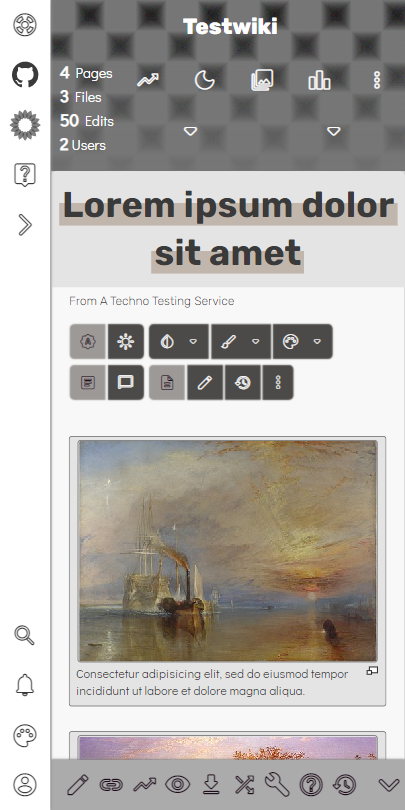 Testwiki
4 Pages
3 Files
50 Edits
2 Users
Lorem ipsum dolor
sit amet
From A Techno Testing Service
Consectetur adipisicing elit, sed do eiusmod tempor
incididunt ut labore et dolore magna aliqua.